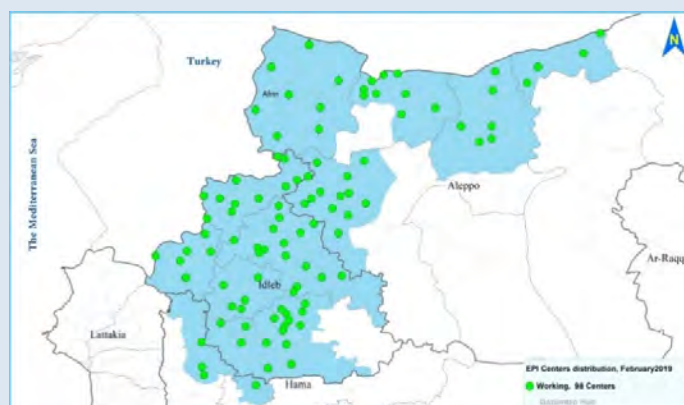 N
Turkey
Afrin
The Mediterranean Sea
Aleppo
Ar-Raqq
Idleb
Lattakia
Hama
EPI Centers distribution, February2019
Working, 98 Centers